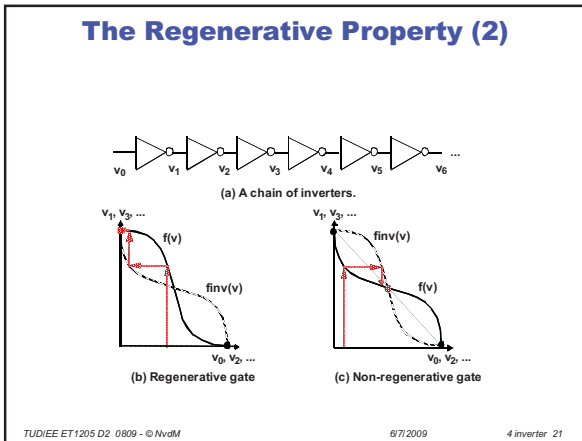 The Regenerative Property (2)
v0 v1 v2 v3 v4 v5 v6 ...
(a) A chain of inverters.
v1, v3, ...
f(v)
finv(v)
v0, v2, ...
(b) Regenerative gate
v1, v3, ...
finv(v)
f(v)
v0, v2, ...
(c) Non-regenerative gate
TUD/EE ET1205 D2 0809 - © NvdM 6/7/2009 4 inverter 21